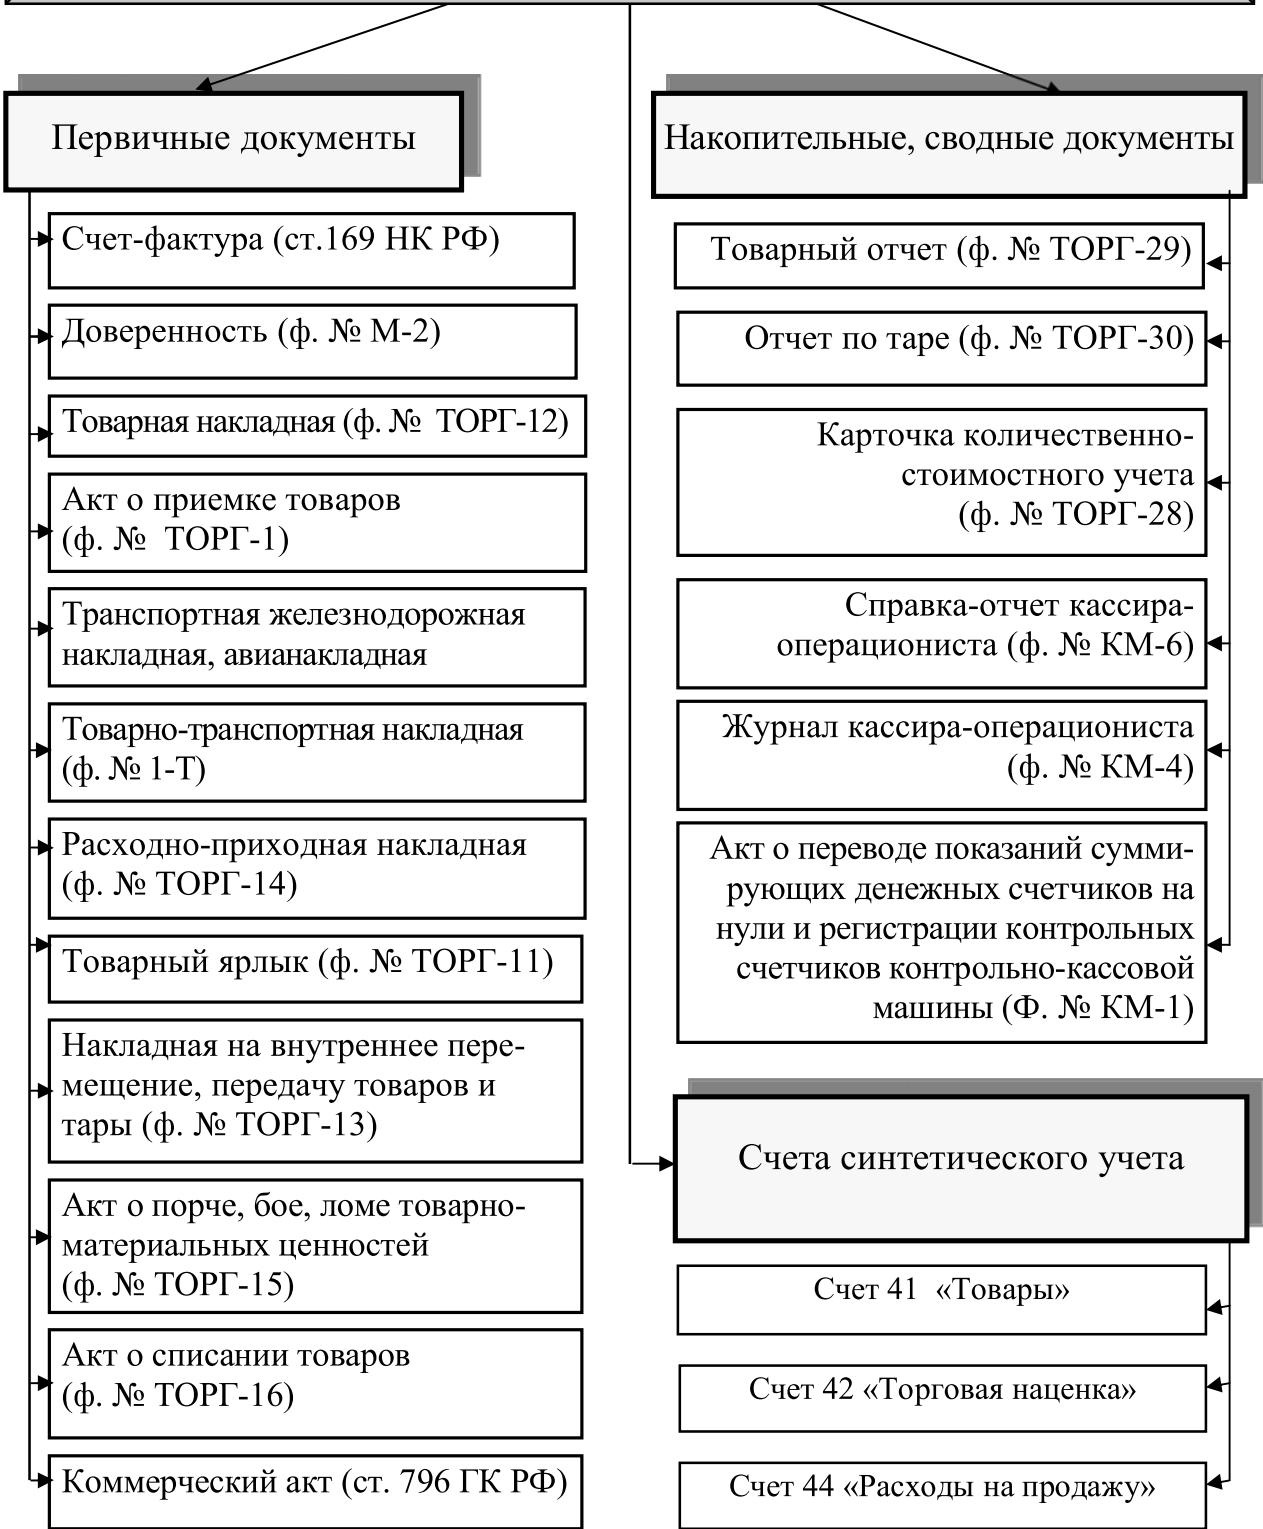 Первичные документы
Счет-фактура (ст.169 НК РФ)
Доверенность (ф. № М-2)
Товарная накладная (ф. № ТОРГ-12)
Акт о приемке товаров
(ф. № ТОРГ-1)
Транспортная железнодорожная
накладная, авианакладная
Товарно-транспортная накладная
(ф. № 1-Т)
Расходно-приходная накладная
(ф. № ТОРГ-14)
Товарный ярлык (ф. № ТОРГ-11)
Накладная на внутреннее пере-
мещение, передачу товаров и
тары (ф. № ТОРГ-13)
Акт о порче, бое, ломе товарно-
материальных ценностей
(ф. № ТОРГ-15)
Акт о списании товаров
(ф. № ТОРГ-16)
Коммерческий акт (ст. 796 ГК РФ)
Накопительные, сводные документы
Товарный отчет (ф. № ТОРГ-29)
Отчет по таре (ф. № ТОРГ-30)
Карточка количественно-
стоимостного учета
(ф. № ТОРГ-28)
Справка-отчет кассира-
операциониста (ф. № КМ-6)
Журнал кассира-операциониста
(ф. № КМ-4)
Акт о переводе показаний сумми-
рующих денежных счетчиков на
нули и регистрации контрольных
счетчиков контрольно-кассовой
машины (Ф. № КМ-1)
Счета синтетического учета
Счет 41 «Товары»
Счет 42 «Торговая наценка»
Счет 44 «Расходы на продажу»